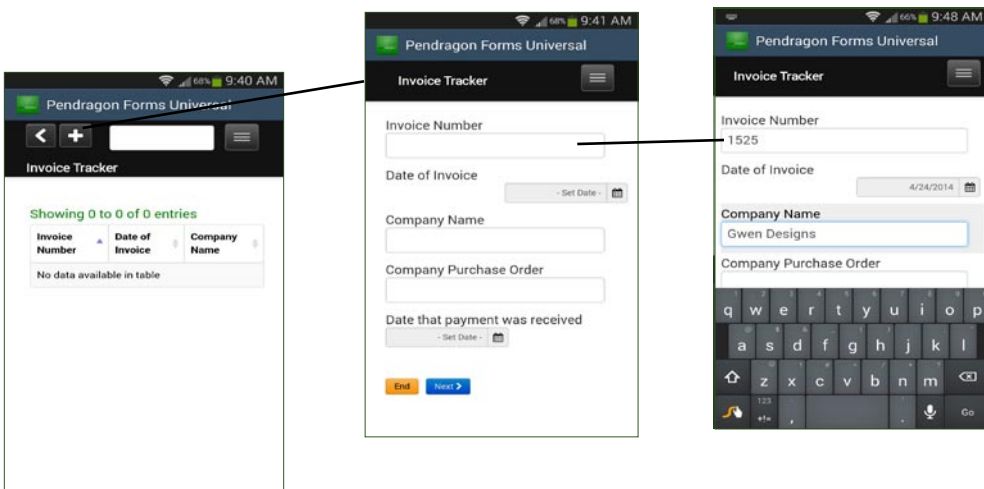 68% 9:40 AM
Pendragon Forms Universal
Invoice Tracker
Showing 0 to 0 of 0 entries
Invoice Number
Date of Invoice
Company Name
No data available in table
68% 9:41 AM
Pendragon Forms Universal
Invoice Tracker
Invoice Number
Date of Invoice
- Set Date -
Company Name
Company Purchase Order
Date that payment was received
- Set Date -
End Next
66% 9:48 AM
Pendragon Forms Universal
Invoice Tracker
Invoice Number
1525
Date of Invoice
4/24/2014
Company Name
Gwen Designs
Company Purchase Order
q w e r t y u i o p
a s d f g h j k l
z x c v b n m
123
+!= , . Go